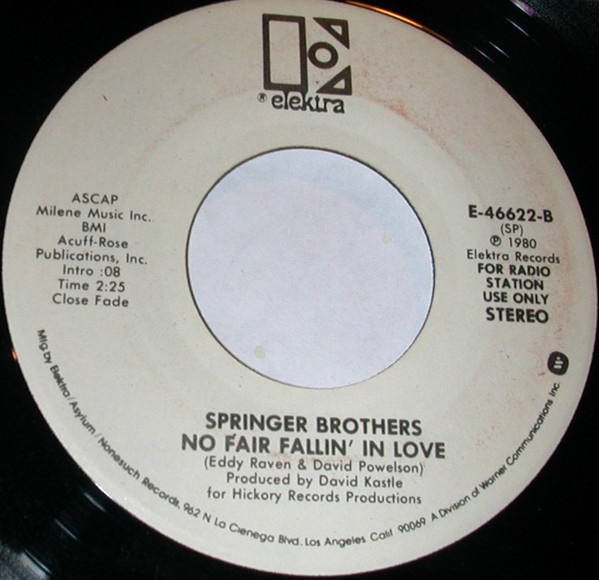 ® elektra
ASCAP
Milene Music Inc.
BMI
Acuff-Rose
Publications, Inc.
Intro :08
Time 2:25
Close Fade
E-46622-B
(SP)
℗ 1980
Elektra Records
FOR RADIO
STATION
USE ONLY
STEREO
SPRINGER BROTHERS
NO FAIR FALLIN' IN LOVE
(Eddy Raven & David Powelson)
Produced by David Kastle
for Hickory Records Productions
Mfg by Elektra/Asylum/Nonesuch Records, 962 N La Cienega Blvd. Los Angeles Calif 90069 A Division of Warner Communications Inc